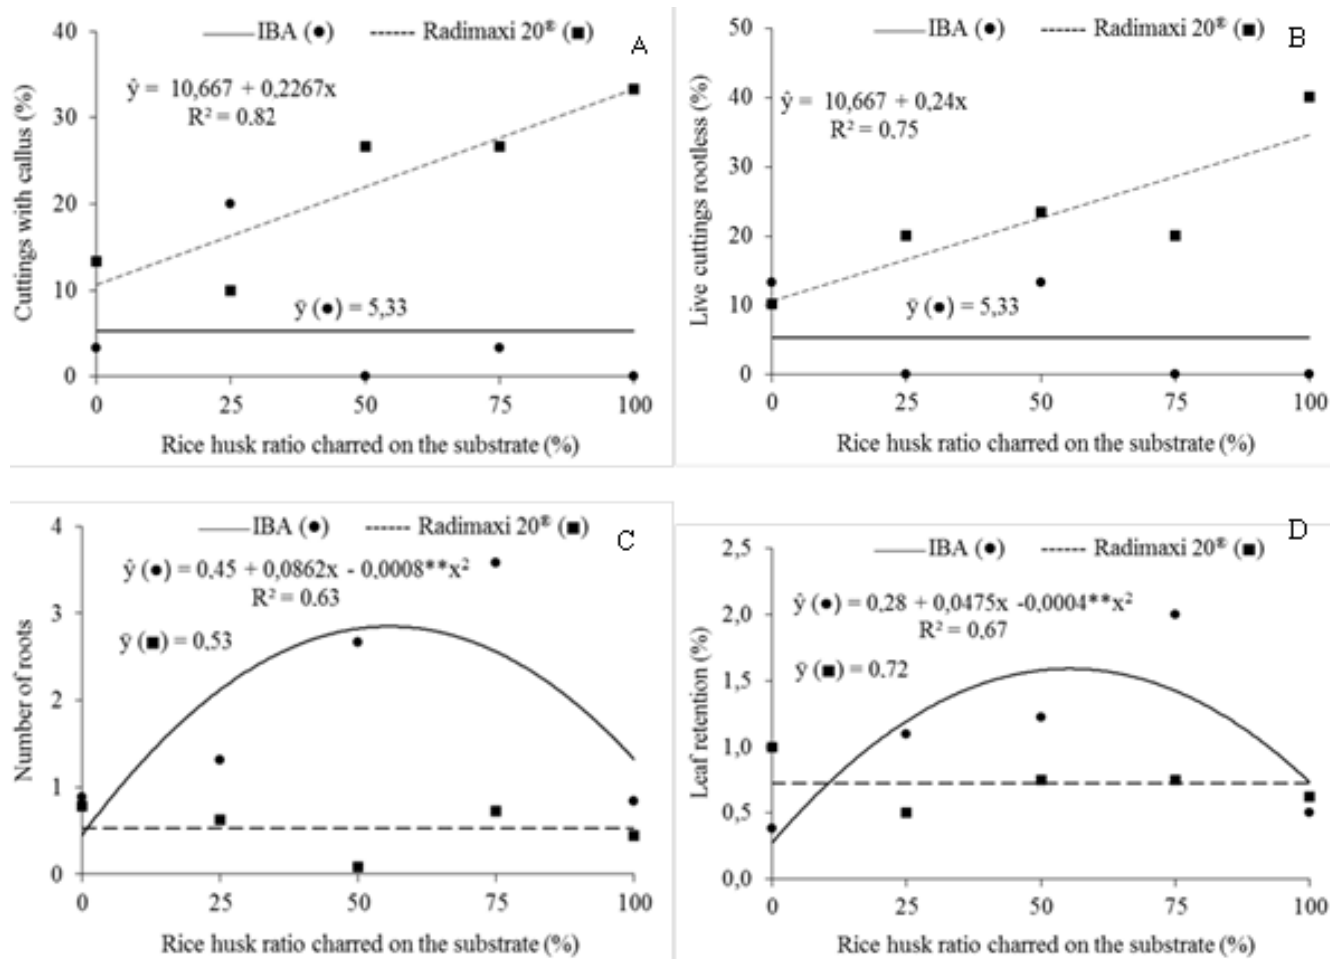 IBA (●) Radimaxi 20® (■)
A
ŷ = 10,667 + 0,2267x
R² = 0.82
ȳ (●) = 5,33
Cuttings with callus (%)
40
30
20
10
0
0 25 50 75 100
Rice husk ratio charred on the substrate (%)
IBA (●) Radimaxi 20® (■)
B
ŷ = 10,667 + 0,24x
R² = 0.75
ȳ (●) = 5,33
Live cuttings rootless (%)
50
40
30
20
10
0
0 25 50 75 100
Rice husk ratio charred on the substrate (%)
IBA (●) Radimaxi 20® (■)
C
ŷ (●) = 0,45 + 0,0862x - 0,0008**x²
R² = 0.63
ȳ (■) = 0,53
Number of roots
4
3
2
1
0
0 25 50 75 100
Rice husk ratio charred on the substrate (%)
IBA (●) Radimaxi 20® (■)
D
ŷ (●) = 0,28 + 0,0475x -0,0004**x²
R² = 0,67
ȳ (■) = 0.72
Leaf retention (%)
2,5
2,0
1,5
1,0
0,5
0,0
0 25 50 75 100
Rice husk ratio charred on the substrate (%)